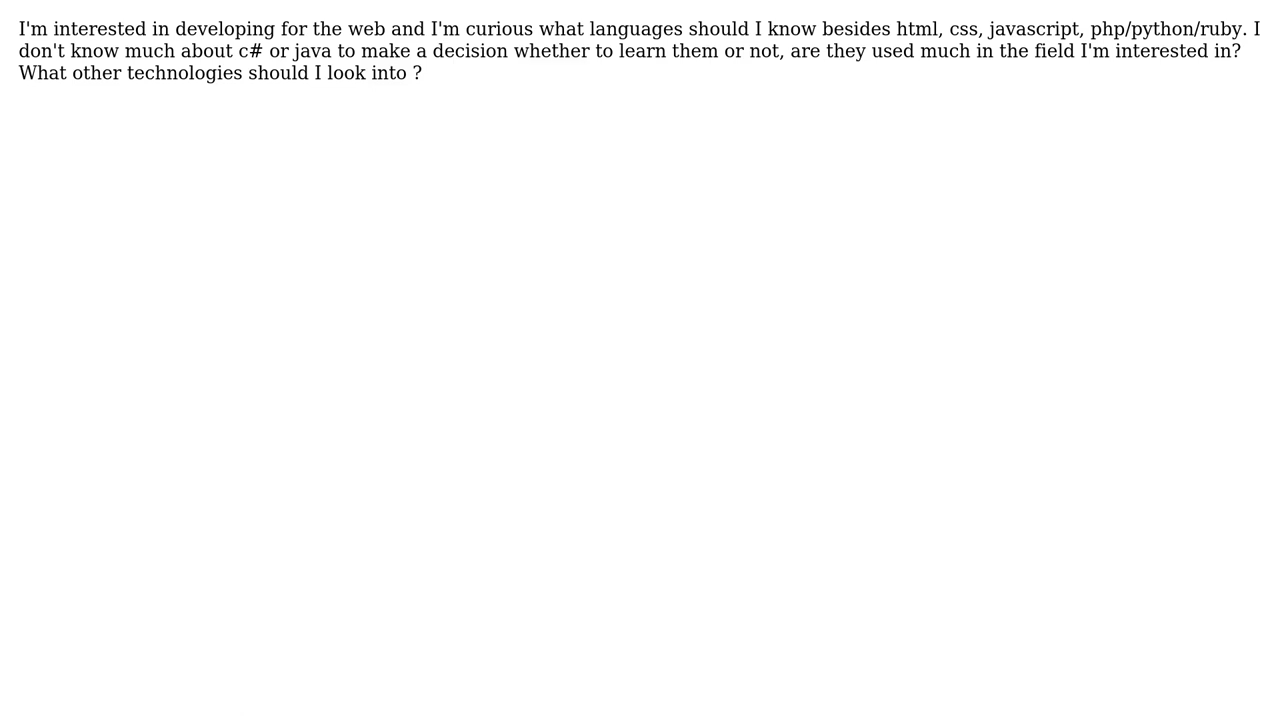 I'm interested in developing for the web and I'm curious what languages should I know besides html, css, javascript, php/python/ruby. I
don't know much about c# or java to make a decision whether to learn them or not, are they used much in the field I'm interested in?
What other technologies should I look into ?